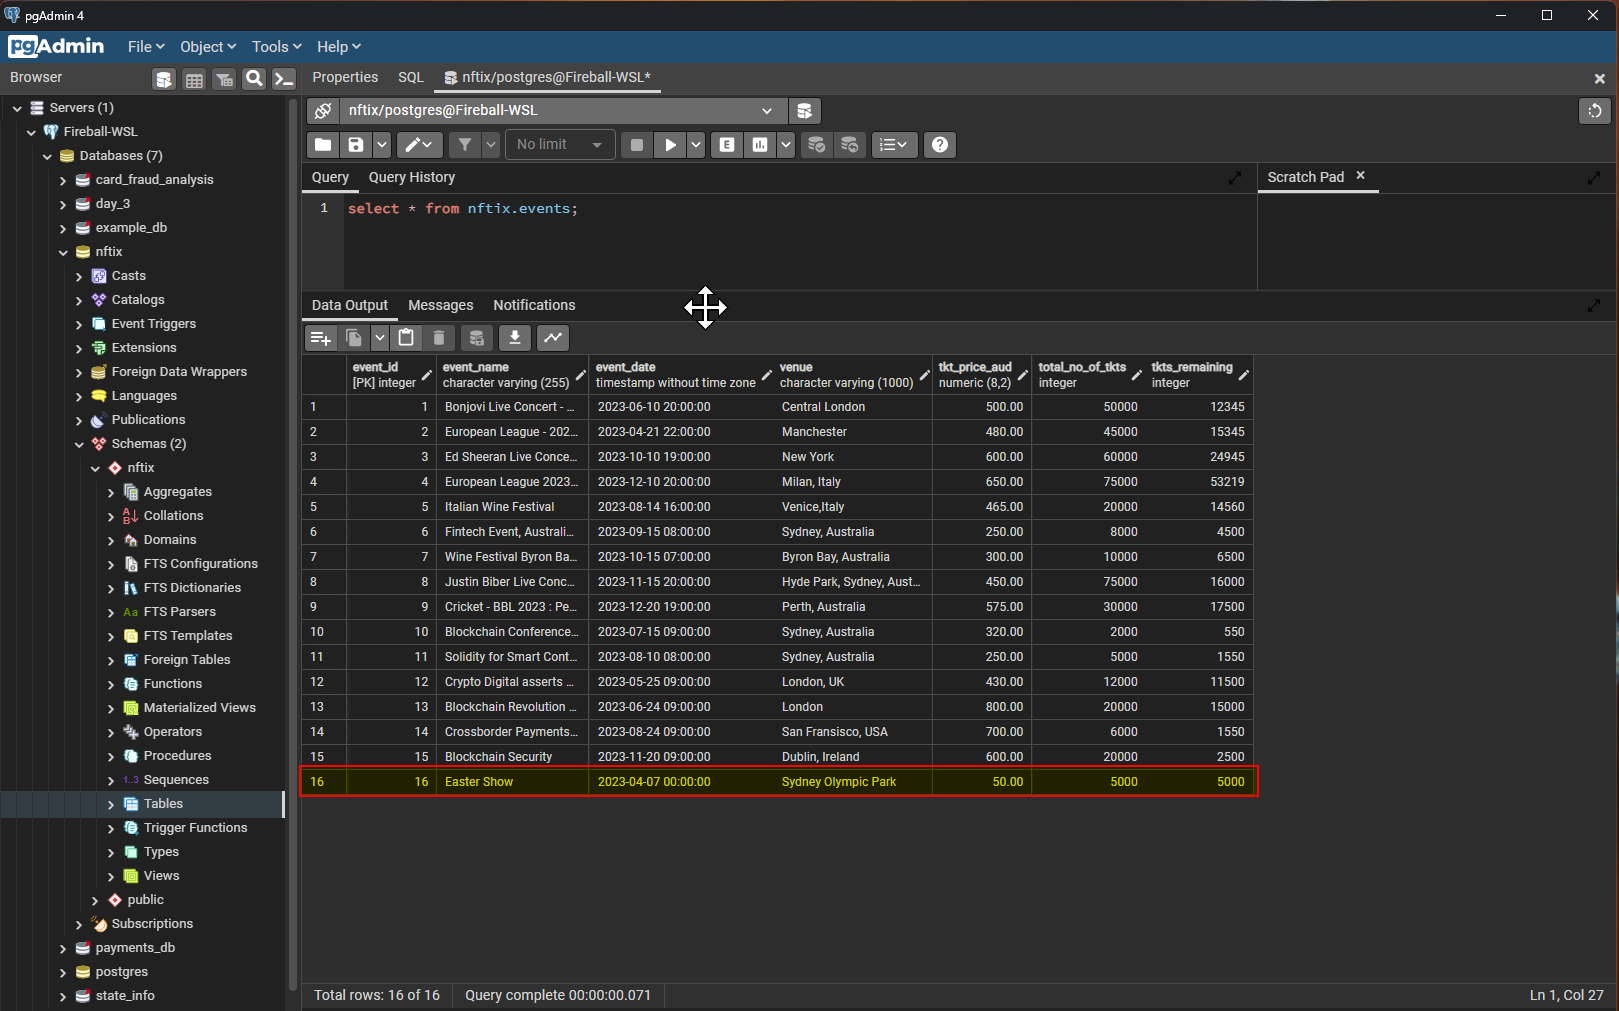 pgAdmin 4
pgAdmin File Object Tools Help
Browser
Properties SQL nftix/postgres@Fireball-WSL*
Servers (1)
Fireball-WSL
Databases (7)
card_fraud_analysis
day_3
example_db
nftix
Casts
Catalogs
Event Triggers
Extensions
Foreign Data Wrappers
Languages
Publications
Schemas (2)
nftix
Aggregates
Collations
Domains
FTS Configurations
FTS Dictionaries
Aa FTS Parsers
FTS Templates
Foreign Tables
Functions
Materialized Views
Operators
Procedures
1..3 Sequences
Tables
Trigger Functions
Types
Views
public
Subscriptions
payments_db
postgres
state_info
nftix/postgres@Fireball-WSL
No limit E
Query Query History
Scratch Pad
1 select * from nftix.events;
Data Output Messages Notifications
event_id event_name event_date venue tkt_price_aud total_no_of_tkts tkts_remaining
[PK] integer character varying (255) timestamp without time zone character varying (1000) numeric (8,2) integer integer
1 1 Bonjovi Live Concert - ... 2023-06-10 20:00:00 Central London 500.00 50000 12345
2 2 European League - 202... 2023-04-21 22:00:00 Manchester 480.00 45000 15345
3 3 Ed Sheeran Live Conce... 2023-10-10 19:00:00 New York 600.00 60000 24945
4 4 European League 2023... 2023-12-10 20:00:00 Milan, Italy 650.00 75000 53219
5 5 Italian Wine Festival 2023-08-14 16:00:00 Venice,Italy 465.00 20000 14560
6 6 Fintech Event, Australi... 2023-09-15 08:00:00 Sydney, Australia 250.00 8000 4500
7 7 Wine Festival Byron Ba... 2023-10-15 07:00:00 Byron Bay, Australia 300.00 10000 6500
8 8 Justin Biber Live Conc... 2023-11-15 20:00:00 Hyde Park, Sydney, Aust... 450.00 75000 16000
9 9 Cricket - BBL 2023 : Pe... 2023-12-20 19:00:00 Perth, Australia 575.00 30000 17500
10 10 Blockchain Conference... 2023-07-15 09:00:00 Sydney, Australia 320.00 2000 550
11 11 Solidity for Smart Cont... 2023-08-10 08:00:00 Sydney, Australia 250.00 5000 1550
12 12 Crypto Digital asserts ... 2023-05-25 09:00:00 London, UK 430.00 12000 11500
13 13 Blockchain Revolution ... 2023-06-24 09:00:00 London 800.00 20000 15000
14 14 Crossborder Payments... 2023-08-24 09:00:00 San Fransisco, USA 700.00 6000 1550
15 15 Blockchain Security 2023-11-20 09:00:00 Dublin, Ireland 600.00 20000 2500
16 16 Easter Show 2023-04-07 00:00:00 Sydney Olympic Park 50.00 5000 5000
Total rows: 16 of 16 Query complete 00:00:00.071 Ln 1, Col 27